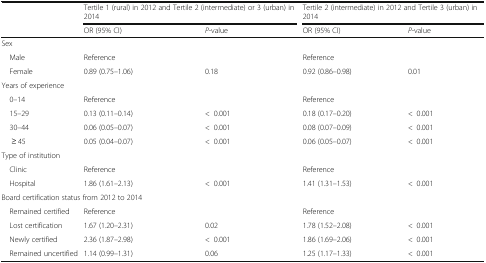 Tertile 1 (rural) in 2012 and Tertile 2 (intermediate) or 3 (urban) in 2014 Tertile 2 (intermediate) in 2012 and Tertile 3 (urban) in 2014
OR (95% CI) P-value OR (95% CI) P-value
Sex
Male Reference Reference
Female 0.89 (0.75–1.06) 0.18 0.92 (0.86–0.98) 0.01
Years of experience
0–14 Reference Reference
15–29 0.13 (0.11–0.14) < 0.001 0.18 (0.17–0.20) < 0.001
30–44 0.06 (0.05–0.07) < 0.001 0.08 (0.07–0.09) < 0.001
≥ 45 0.05 (0.04–0.07) < 0.001 0.06 (0.05–0.07) < 0.001
Type of institution
Clinic Reference Reference
Hospital 1.86 (1.61–2.13) < 0.001 1.41 (1.31–1.53) < 0.001
Board certification status from 2012 to 2014
Remained certified Reference Reference
Lost certification 1.67 (1.20–2.31) 0.02 1.78 (1.52–2.08) < 0.001
Newly certified 2.36 (1.87–2.98) < 0.001 1.86 (1.69–2.06) < 0.001
Remained uncertified 1.14 (0.99–1.31) 0.06 1.25 (1.17–1.33) < 0.001